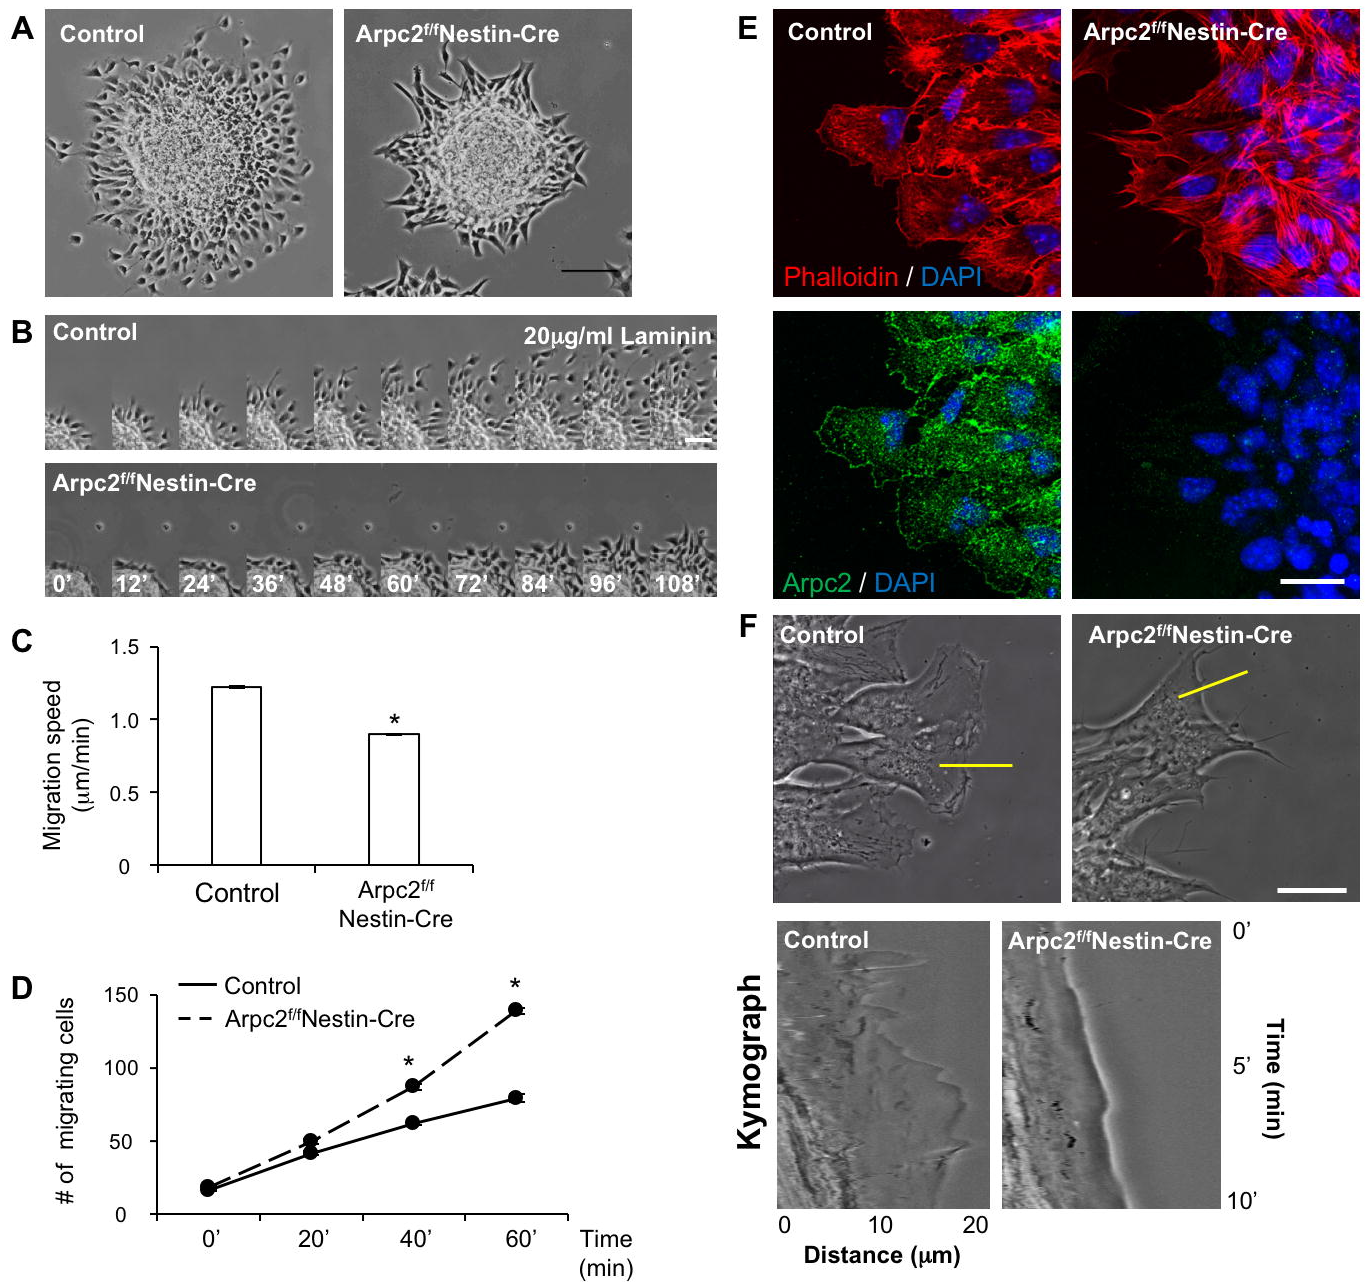 A
Control
Arpc2f/fNestin-Cre
B
Control
20μg/ml Laminin
Arpc2f/fNestin-Cre
0’ 12’ 24’ 36’ 48’ 60’ 72’ 84’ 96’ 108’
C
Migration speed
(μm/min)
1.5
1.0
0.5
0
*
Control
Arpc2f/f
Nestin-Cre
D
# of migrating cells
150
100
50
0
Control
Arpc2f/fNestin-Cre
*
*
0’ 20’ 40’ 60’
Time
(min)
E
Control
Arpc2f/fNestin-Cre
Phalloidin / DAPI
Arpc2 / DAPI
F
Control
Arpc2f/fNestin-Cre
Kymograph
Control
Arpc2f/fNestin-Cre
0’
5’
10’
Time (min)
0 10 20
Distance (μm)